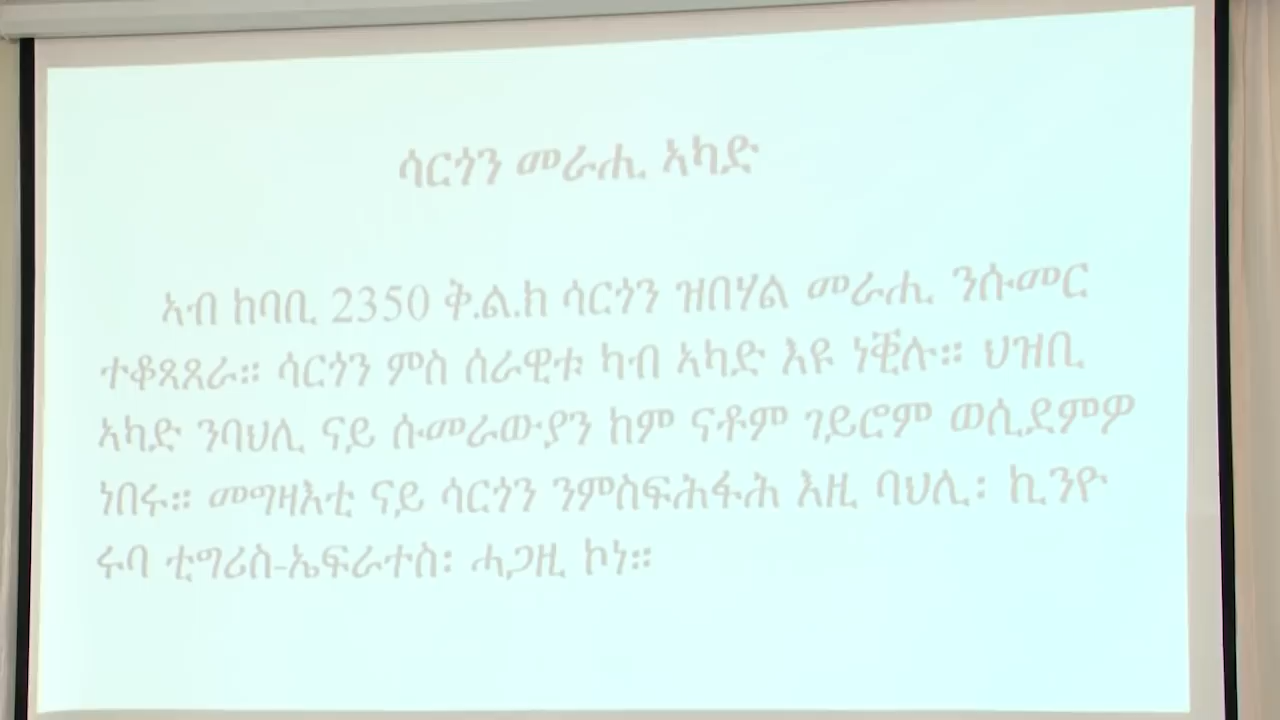 ሳርጎን መራሒ ኣካድ
ኣብ ከባቢ 2350 ቅ.ል.ክ ሳርጎን ዝበሃል መራሒ ንሱመር
ተቆጻጸራ። ሳርጎን ምስ ሰራዊቱ ካብ ኣካድ እዩ ነቒሉ። ህዝቢ
ኣካድ ንባህሊ ናይ ሱመራውያን ከም ናቶም ገይሮም ወሲደምዎ
ነበሩ። መግዛእቲ ናይ ሳርጎን ንምስፍሕፋሕ እዚ ባህሊ፡ ኪንዮ
ሩባ ቲግሪስ-ኤፍራተስ፡ ሓጋዚ ኮነ።